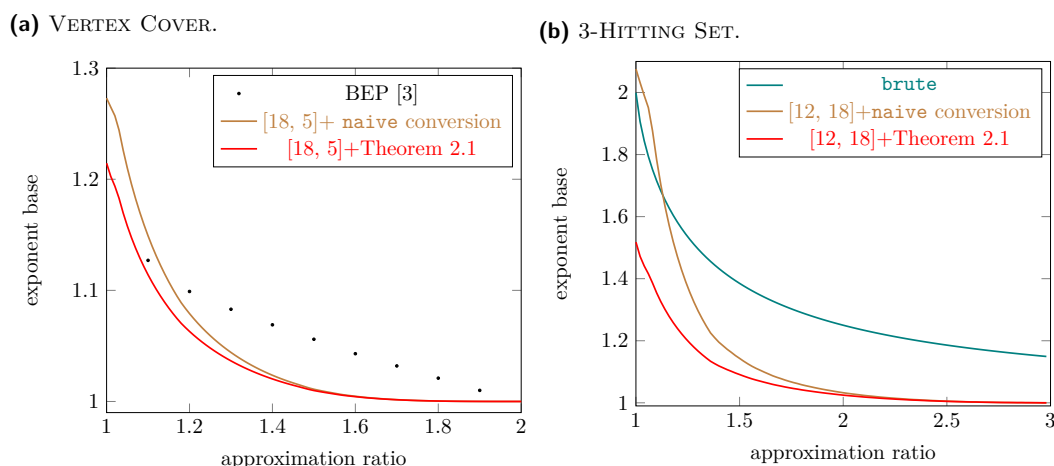 (a) VERTEX COVER.
1.3
1.2
1.1
1
1
1.2
1.4
1.6
1.8
2
exponent base
approximation ratio
BEP [3]
[18, 5]+ naive conversion
[18, 5]+Theorem 2.1
(b) 3-HITTING SET.
2
1.8
1.6
1.4
1.2
1
1
1.5
2
2.5
3
exponent base
approximation ratio
brute
[12, 18]+naive conversion
[12, 18]+Theorem 2.1